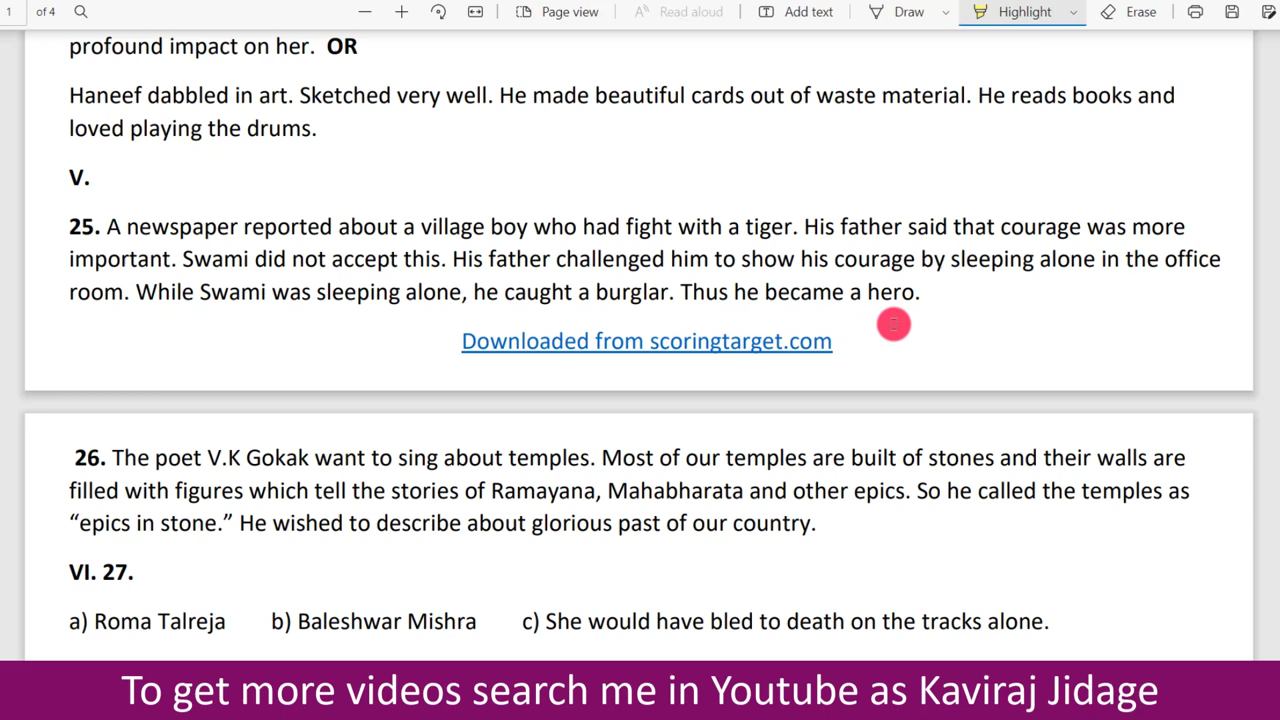 1 of 4 Page view Read aloud Add text Draw Highlight Erase
profound impact on her. OR
Haneef dabbled in art. Sketched very well. He made beautiful cards out of waste material. He reads books and
loved playing the drums.
V.
25. A newspaper reported about a village boy who had fight with a tiger. His father said that courage was more
important. Swami did not accept this. His father challenged him to show his courage by sleeping alone in the office
room. While Swami was sleeping alone, he caught a burglar. Thus he became a hero.
Downloaded from scoringtarget.com
26. The poet V.K Gokak want to sing about temples. Most of our temples are built of stones and their walls are
filled with figures which tell the stories of Ramayana, Mahabharata and other epics. So he called the temples as
“epics in stone.” He wished to describe about glorious past of our country.
VI. 27.
a) Roma Talreja b) Baleshwar Mishra c) She would have bled to death on the tracks alone.
To get more videos search me in Youtube as Kaviraj Jidage